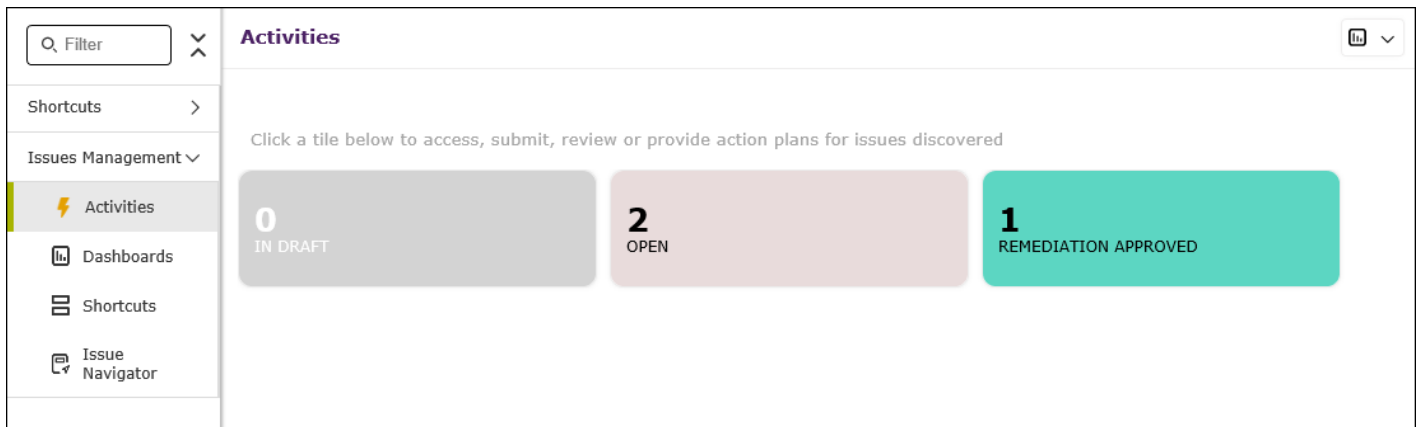 Filter
Shortcuts
Issues Management
Activities
Dashboards
Shortcuts
Issue
Navigator
Activities
Click a tile below to access, submit, review or provide action plans for issues discovered
0
IN DRAFT
2
OPEN
1
REMEDIATION APPROVED